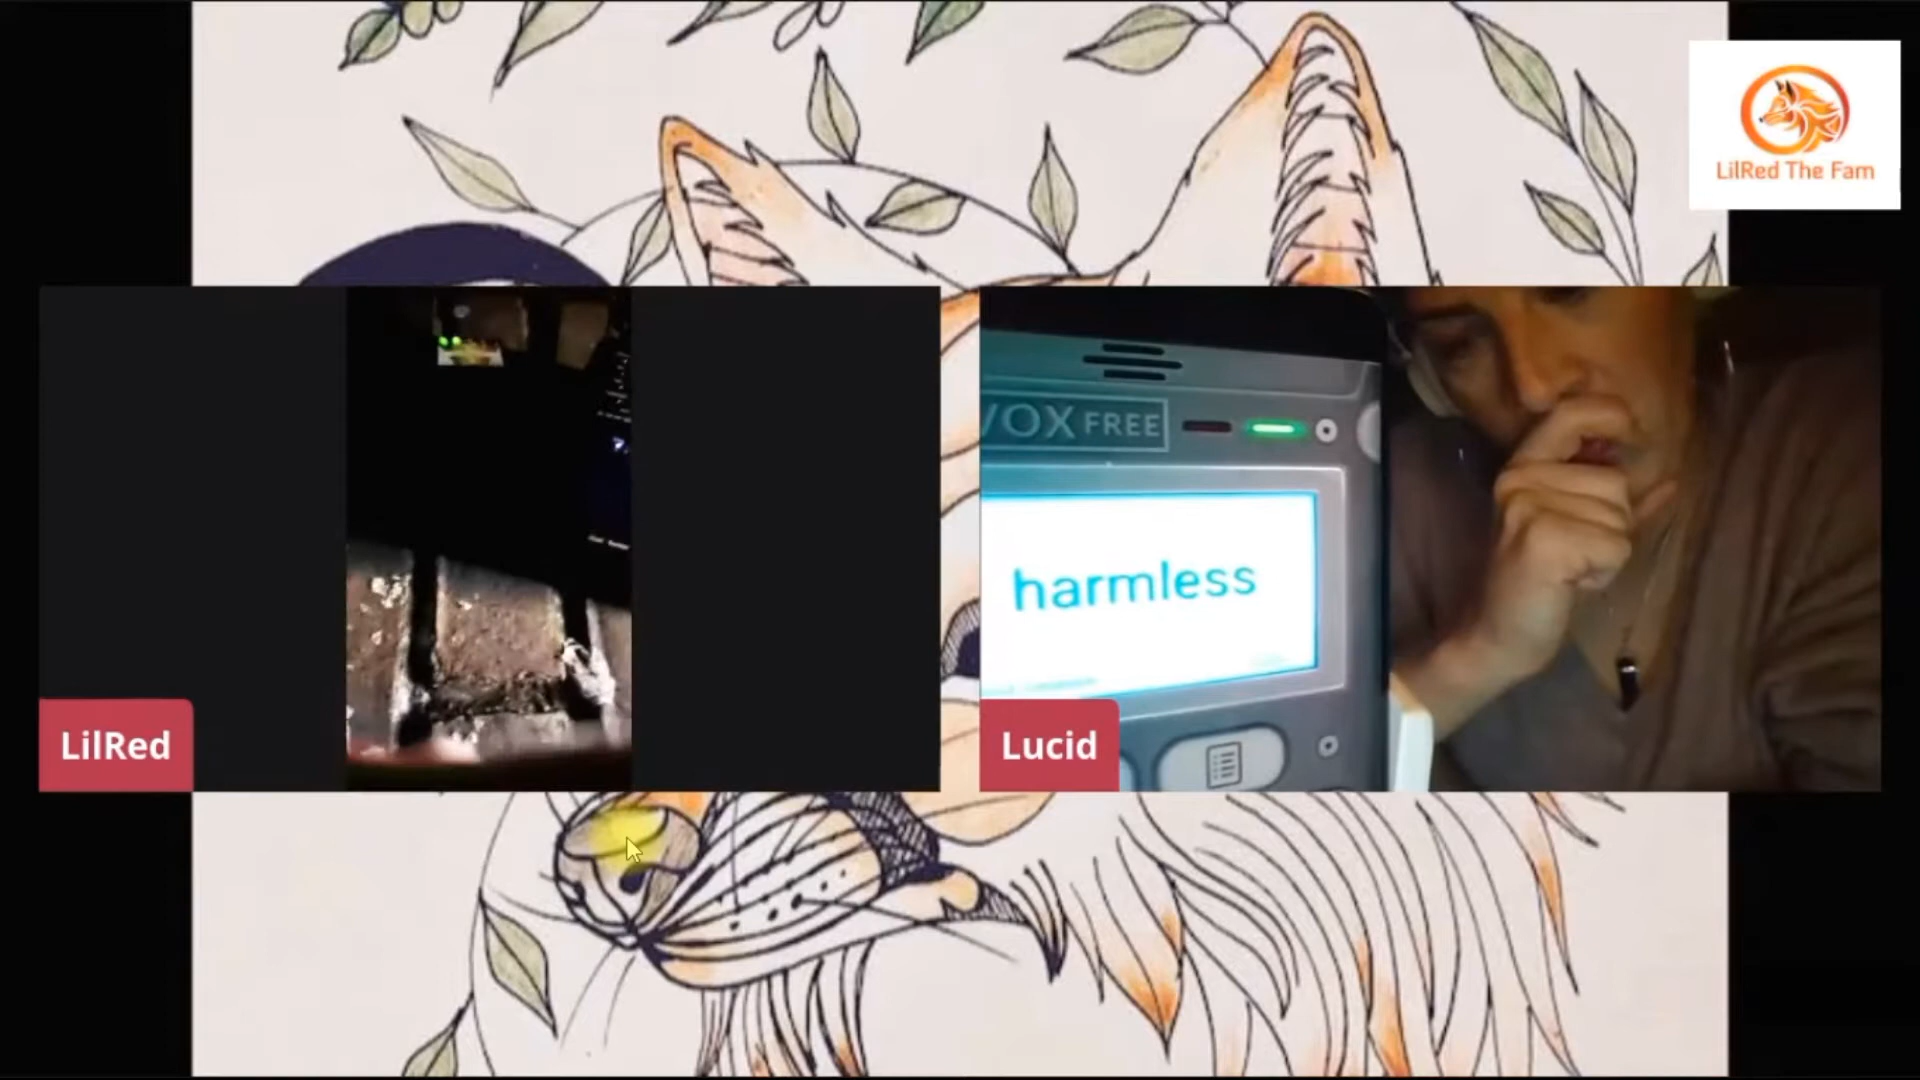 LilRed The Fam
VOX FREE
harmless
LilRed
Lucid